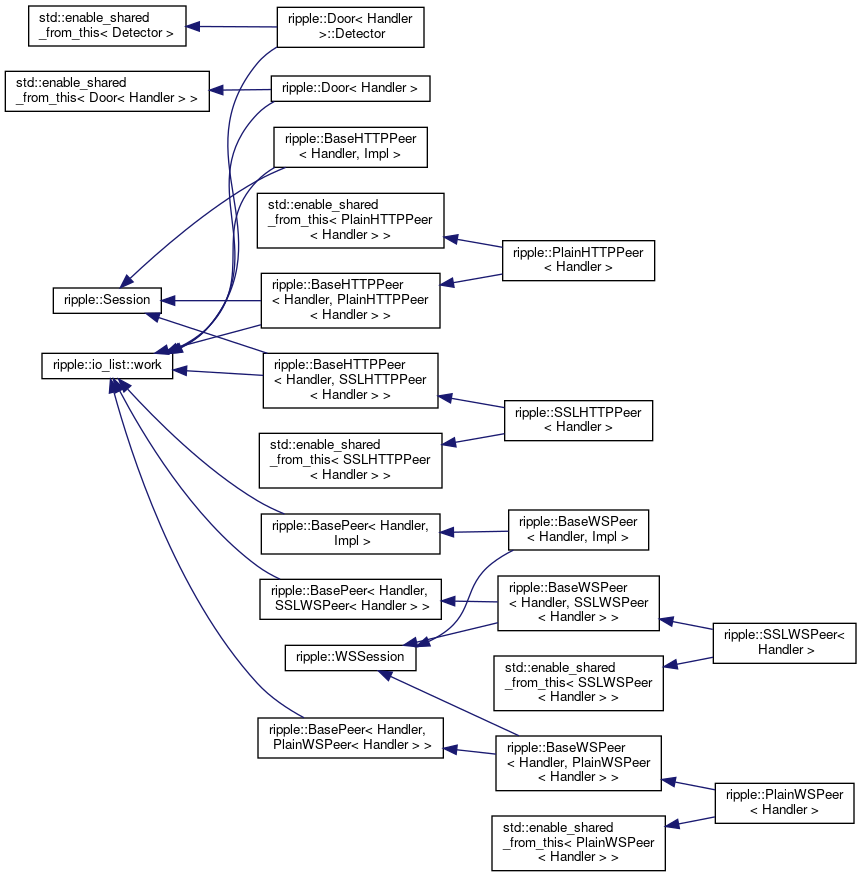 std::enable_shared
_from_this< Detector >
ripple::Door< Handler
>::Detector
std::enable_shared
_from_this< Door< Handler > >
ripple::Door< Handler >
ripple::BaseHTTPPeer
< Handler, Impl >
std::enable_shared
_from_this< PlainHTTPPeer
< Handler > >
ripple::PlainHTTPPeer
< Handler >
ripple::Session
ripple::BaseHTTPPeer
< Handler, PlainHTTPPeer
< Handler > >
ripple::io_list::work
ripple::BaseHTTPPeer
< Handler, SSLHTTPPeer
< Handler > >
ripple::SSLHTTPPeer
< Handler >
std::enable_shared
_from_this< SSLHTTPPeer
< Handler > >
ripple::BasePeer< Handler,
Impl >
ripple::BaseWSPeer
< Handler, Impl >
ripple::BasePeer< Handler,
SSLWSPeer< Handler > >
ripple::BaseWSPeer
< Handler, SSLWSPeer
< Handler > >
ripple::SSLWSPeer<
Handler >
ripple::WSSession
std::enable_shared
_from_this< SSLWSPeer
< Handler > >
ripple::BasePeer< Handler,
PlainWSPeer< Handler > >
ripple::BaseWSPeer
< Handler, PlainWSPeer
< Handler > >
ripple::PlainWSPeer
< Handler >
std::enable_shared
_from_this< PlainWSPeer
< Handler > >